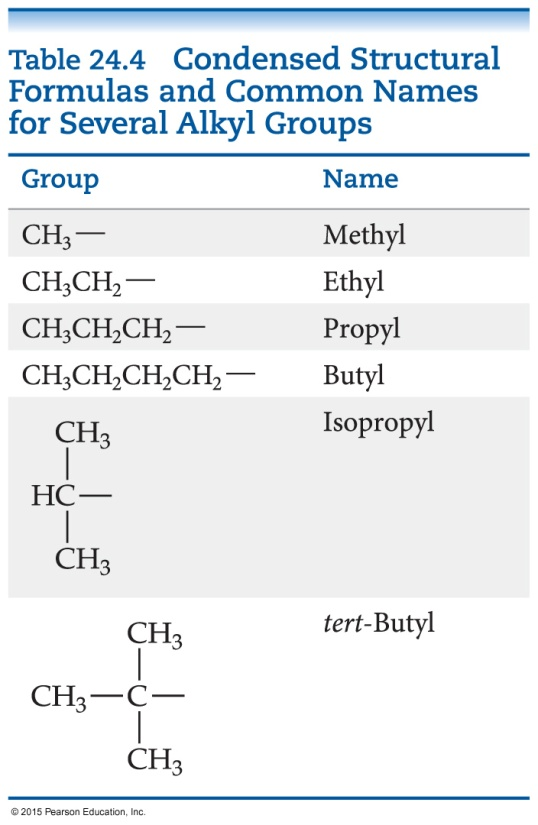 Table 24.4 Condensed Structural
Formulas and Common Names
for Several Alkyl Groups
Group Name
CH₃— Methyl
CH₃CH₂— Ethyl
CH₃CH₂CH₂— Propyl
CH₃CH₂CH₂CH₂— Butyl
CH₃ Isopropyl
|
HC—
|
CH₃
CH₃ tert-Butyl
|
CH₃—C—
|
CH₃
© 2015 Pearson Education, Inc.